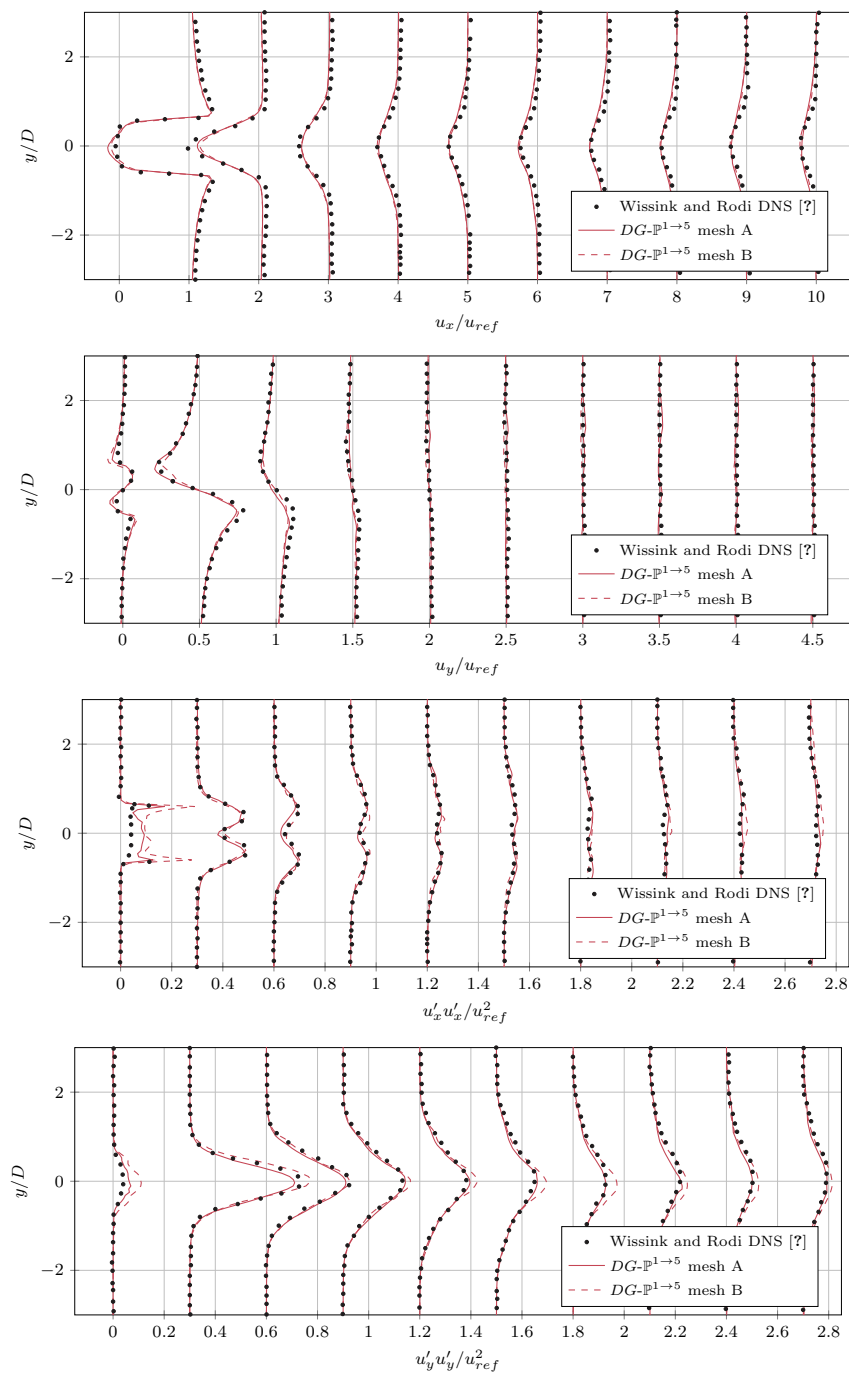 2
0
−2
y/D
0 1 2 3 4 5 6 7 8 9 10
u_x/u_ref
Wissink and Rodi DNS [?]
DG-ℙ^{1→5} mesh A
DG-ℙ^{1→5} mesh B
2
0
−2
y/D
0 0.5 1 1.5 2 2.5 3 3.5 4 4.5
u_y/u_ref
Wissink and Rodi DNS [?]
DG-ℙ^{1→5} mesh A
DG-ℙ^{1→5} mesh B
2
0
−2
y/D
0 0.2 0.4 0.6 0.8 1 1.2 1.4 1.6 1.8 2 2.2 2.4 2.6 2.8
u′_x u′_x/u²_ref
Wissink and Rodi DNS [?]
DG-ℙ^{1→5} mesh A
DG-ℙ^{1→5} mesh B
2
0
−2
y/D
0 0.2 0.4 0.6 0.8 1 1.2 1.4 1.6 1.8 2 2.2 2.4 2.6 2.8
u′_y u′_y/u²_ref
Wissink and Rodi DNS [?]
DG-ℙ^{1→5} mesh A
DG-ℙ^{1→5} mesh B